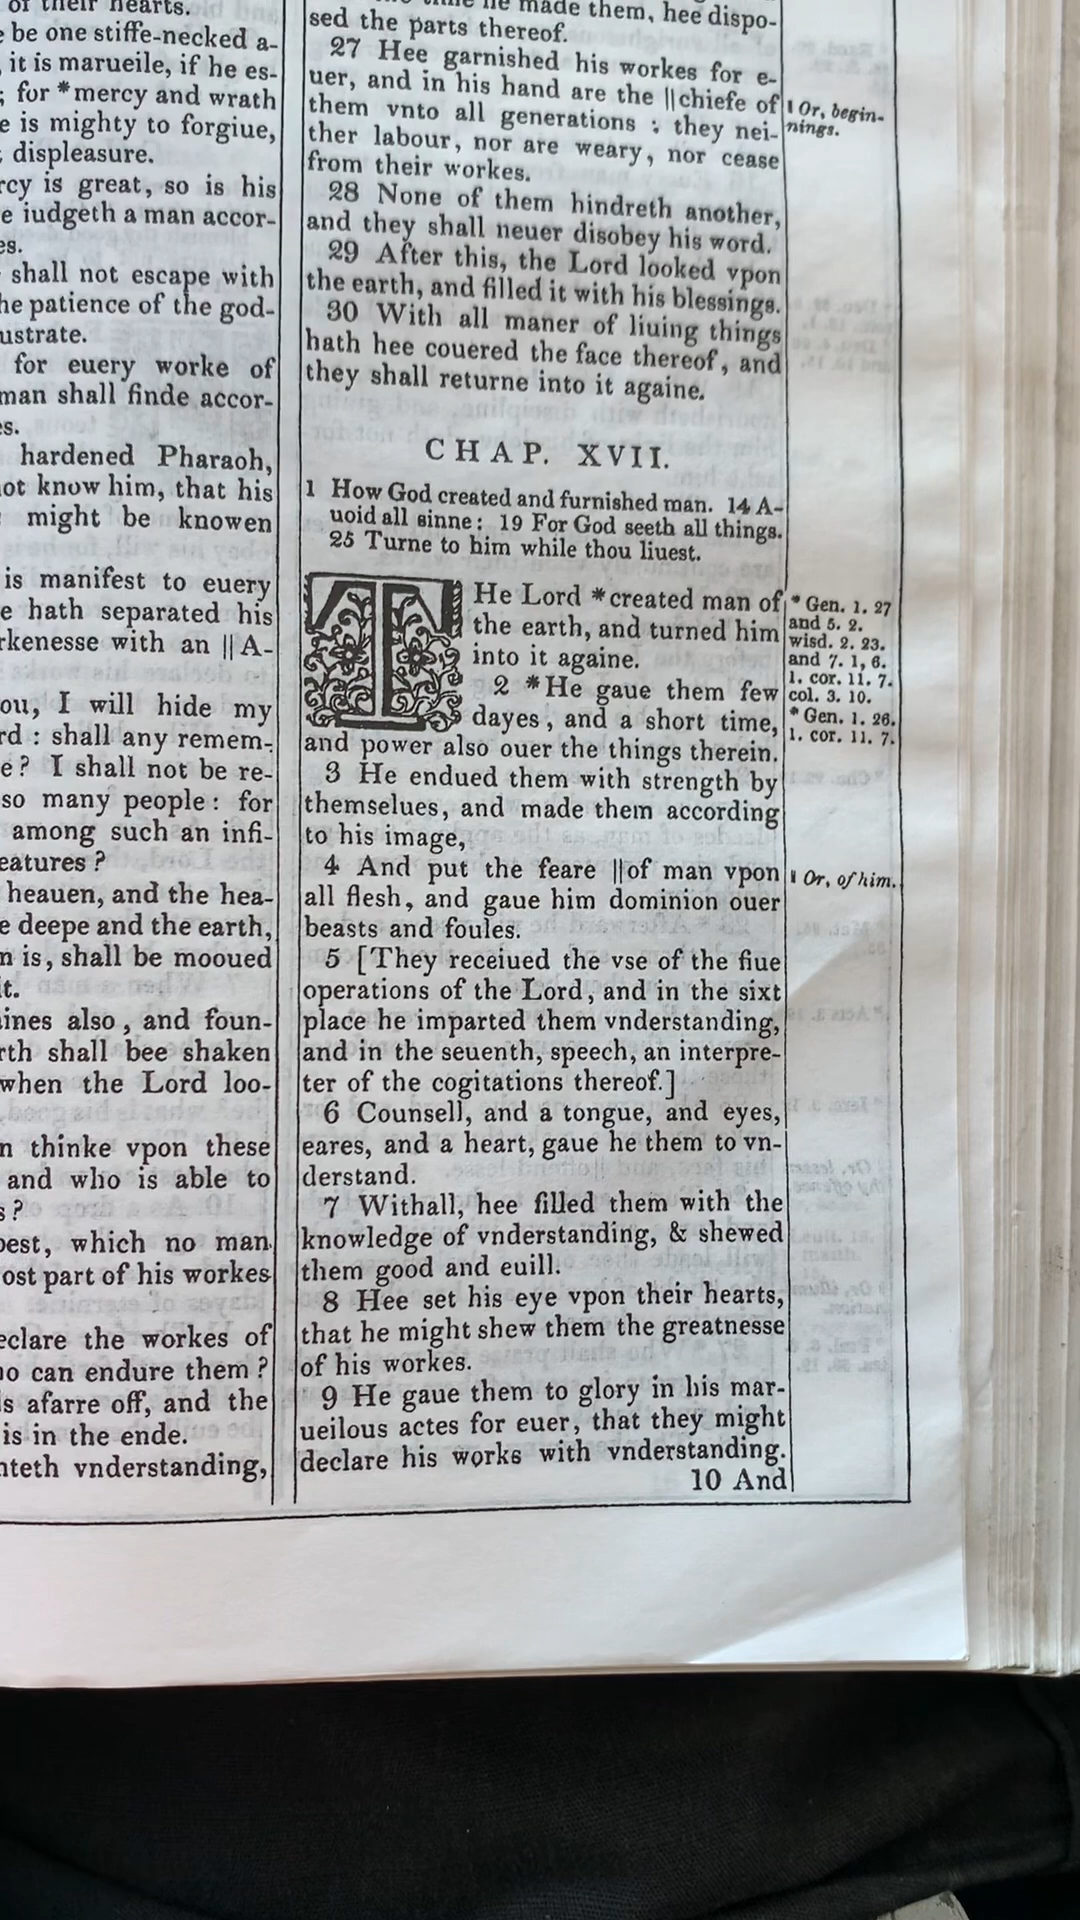 of their hearts.
be one stiffe-necked a-
it is marueile, if he es-
; for *mercy and wrath
e is mighty to forgiue,
displeasure.
rcy is great, so is his
e iudgeth a man accor-
es.
shall not escape with
he patience of the god-
ustrate.
for euery worke of
man shall finde accor-
s.
hardened Pharaoh,
ot know him, that his
might be knowen
is manifest to euery
e hath separated his
rkenesse with an || A-
ou, I will hide my
rd : shall any remem-
e? I shall not be re-
so many people: for
among such an infi-
eatures ?
heauen, and the hea-
e deepe and the earth,
n is, shall be mooued
it.
ines also, and foun-
rth shall bee shaken
when the Lord loo-
n thinke vpon these
and who is able to
s?
pest, which no man
ost part of his workes
eclare the workes of
ho can endure them ?
s afarre off, and the
is in the ende.
nteth vnderstanding,
he made them, hee dispo-
sed the parts thereof.
27 Hee garnished his workes for e-
uer, and in his hand are the || chiefe of
them vnto all generations : they nei-
ther labour, nor are weary, nor cease
from their workes.
28 None of them hindreth another,
and they shall neuer disobey his word.
29 After this, the Lord looked vpon
the earth, and filled it with his blessings.
30 With all maner of liuing things
hath hee couered the face thereof, and
they shall returne into it againe.
CHAP. XVII.
1 How God created and furnished man. 14 A-
uoid all sinne: 19 For God seeth all things.
25 Turne to him while thou liuest.
THe Lord *created man of
the earth, and turned him
into it againe.
2 *He gaue them few
dayes, and a short time,
and power also ouer the things therein.
3 He endued them with strength by
themselues, and made them according
to his image,
4 And put the feare || of man vpon
all flesh, and gaue him dominion ouer
beasts and foules.
5 [They receiued the vse of the fiue
operations of the Lord, and in the sixt
place he imparted them vnderstanding,
and in the seuenth, speech, an interpre-
ter of the cogitations thereof.]
6 Counsell, and a tongue, and eyes,
eares, and a heart, gaue he them to vn-
derstand.
7 Withall, hee filled them with the
knowledge of vnderstanding, & shewed
them good and euill.
8 Hee set his eye vpon their hearts,
that he might shew them the greatnesse
of his workes.
9 He gaue them to glory in his mar-
ueilous actes for euer, that they might
declare his works with vnderstanding.
10 And
|| Or, begin-
nings.
* Gen. 1. 27
and 5. 2.
wisd. 2. 23.
and 7. 1, 6.
1. cor. 11. 7.
col. 3. 10.
* Gen. 1. 26.
1. cor. 11. 7.
|| Or, of him.